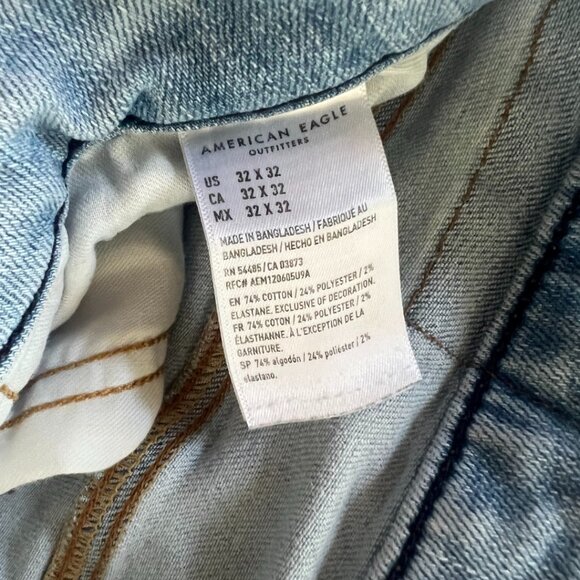 AMERICAN EAGLE
OUTFITTERS
US 32 X 32
CA 32 X 32
MX 32 X 32
MADE IN BANGLADESH / FABRIQUÉ AU
BANGLADESH / HECHO EN BANGLADESH
RN 54485 / CA 03873
RFC# AEM120605U9A
EN 74% COTTON / 24% POLYESTER / 2%
ELASTANE. EXCLUSIVE OF DECORATION.
FR 74% COTON / 24% POLYESTER / 2%
ÉLASTHANNE. À L'EXCEPTION DE LA
GARNITURE.
SP 74% algodón / 24% poliéster / 2%
elastano.